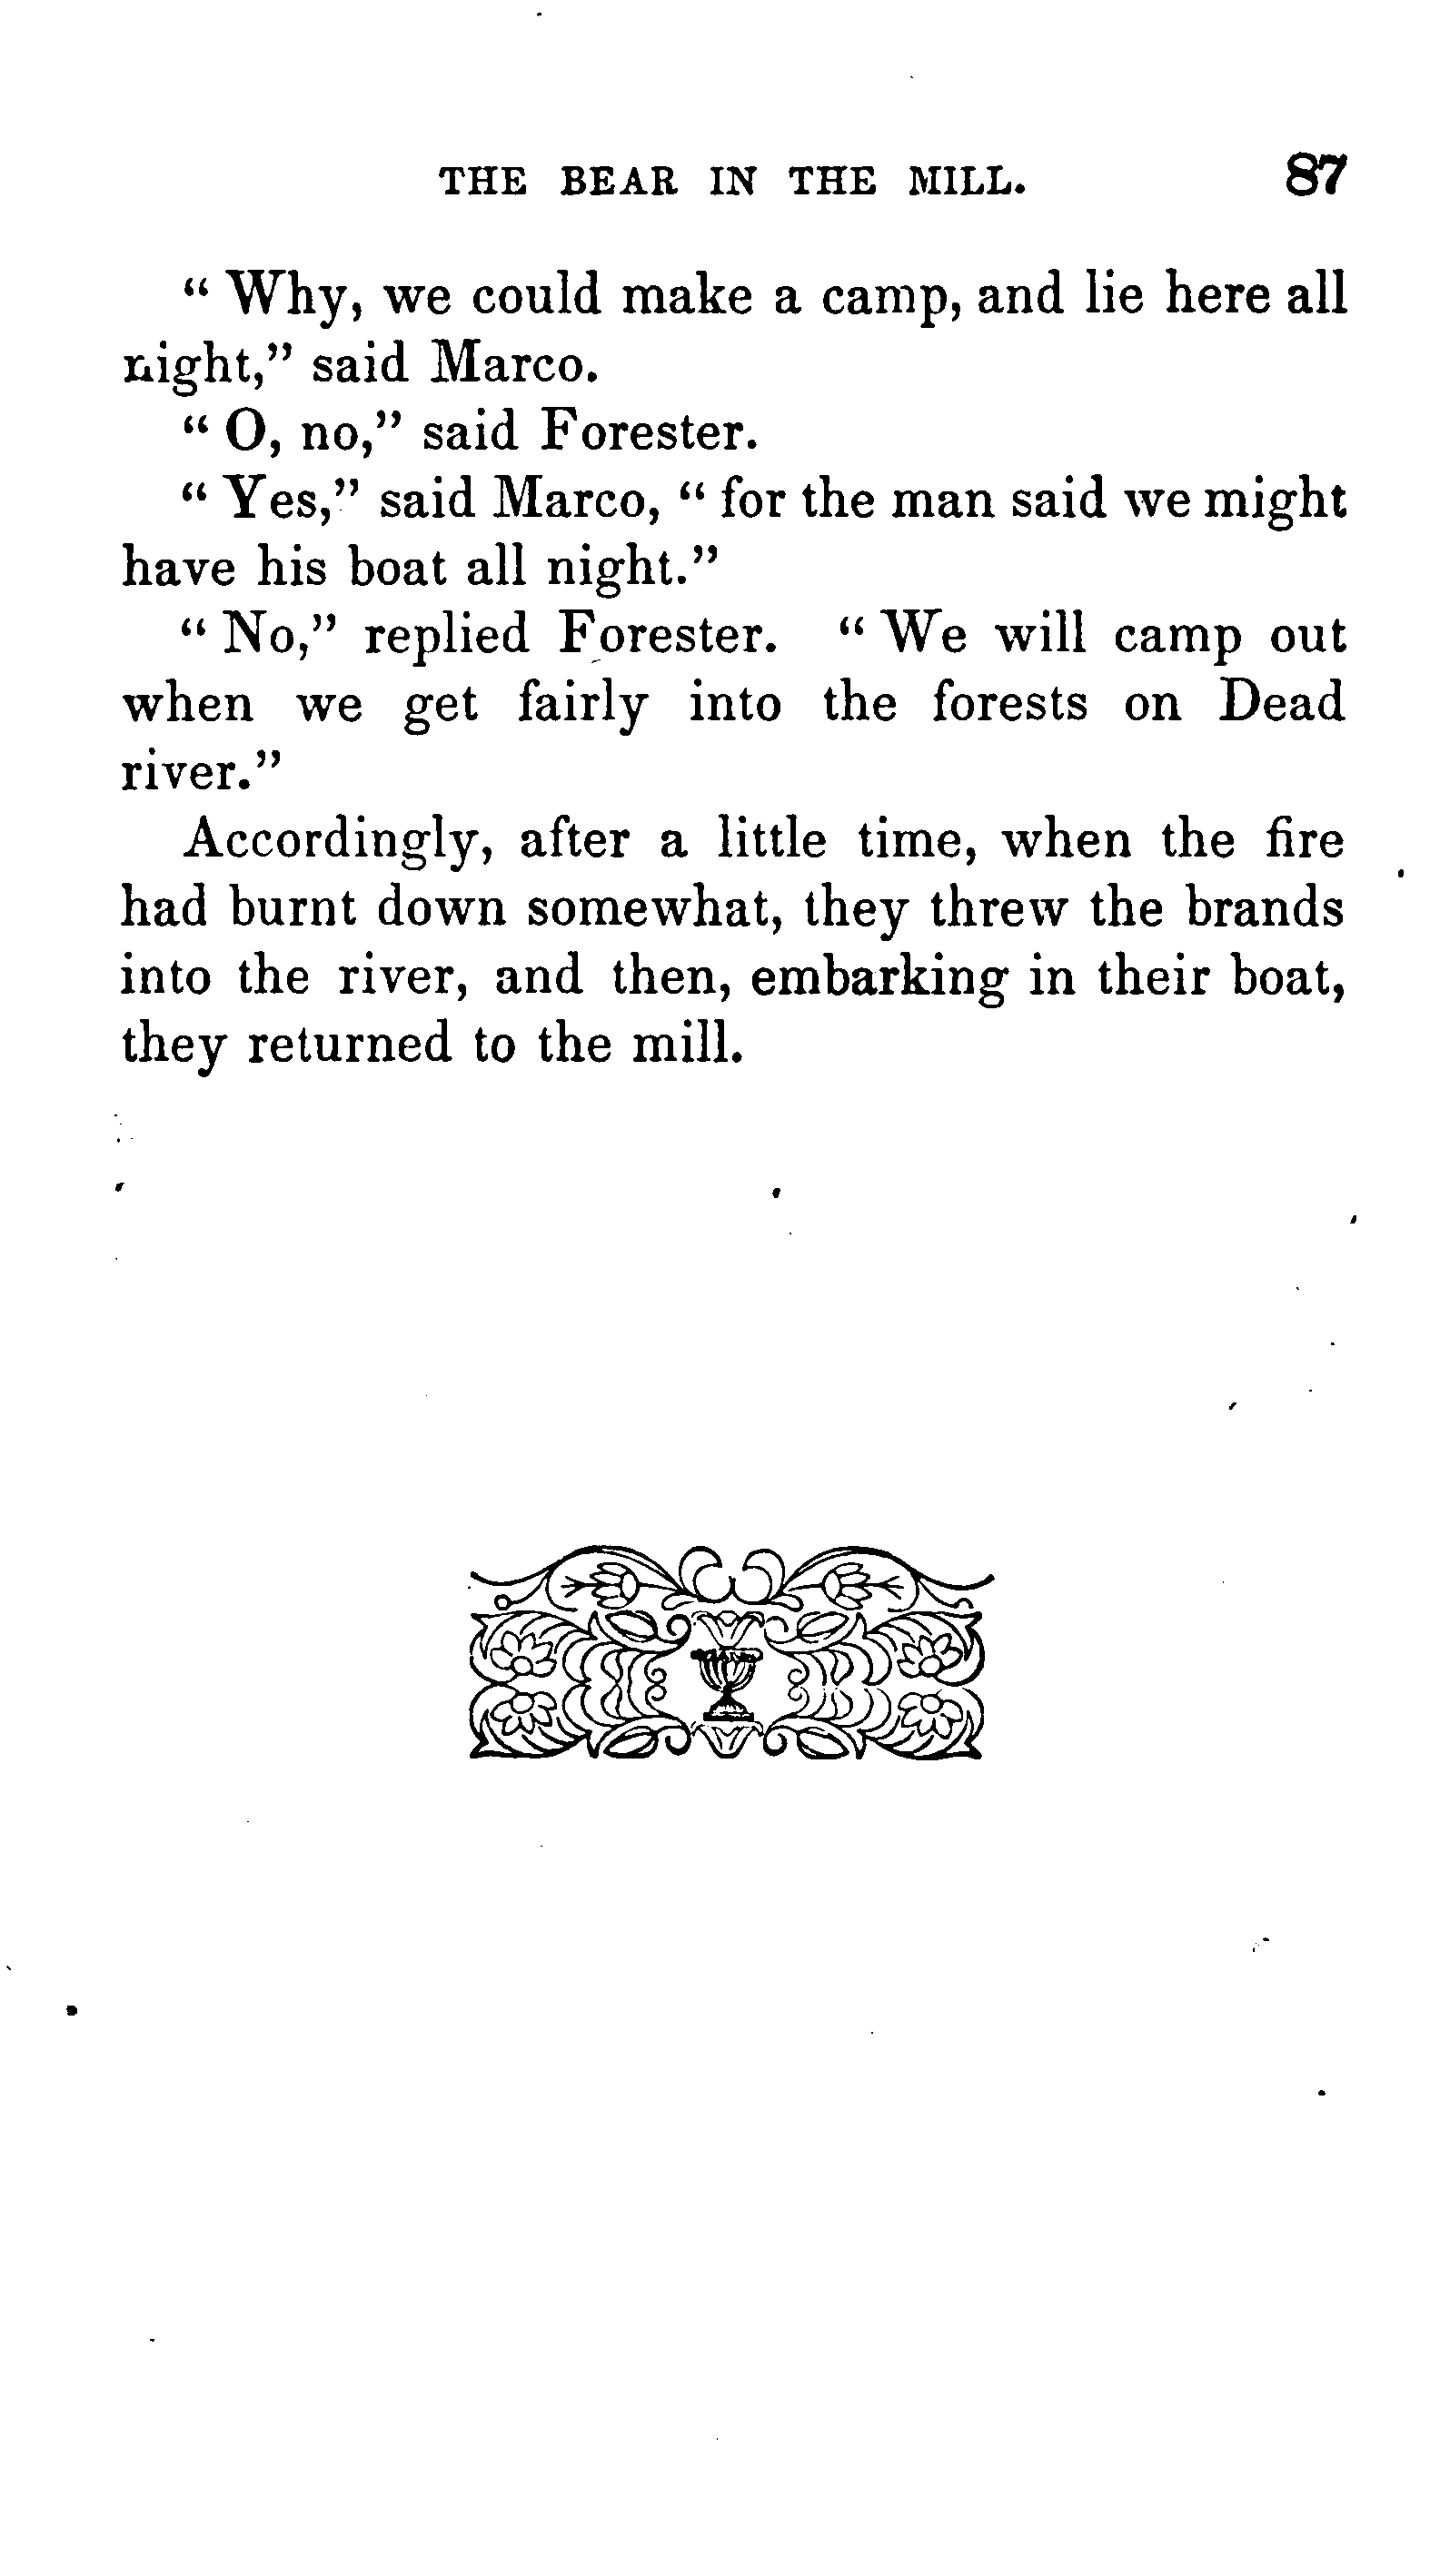 THE BEAR IN THE MILL. 87
“ Why, we could make a camp, and lie here all
night,” said Marco.
“ O, no,” said Forester.
“ Yes,” said Marco, “ for the man said we might
have his boat all night.”
“ No,” replied Forester. “ We will camp out
when we get fairly into the forests on Dead
river.”
Accordingly, after a little time, when the fire
had burnt down somewhat, they threw the brands
into the river, and then, embarking in their boat,
they returned to the mill.